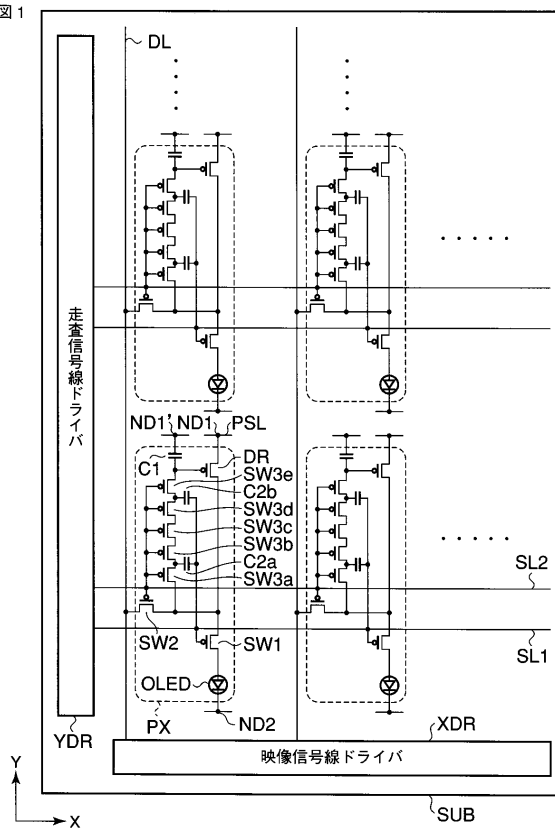 図1
DL
走査信号線ドライバ
ND1' ND1 PSL
C1
DR
SW3e
C2b
SW3d
SW3c
SW3b
C2a
SW3a
SL2
SW2
SW1
SL1
OLED
PX
ND2
YDR
XDR
映像信号線ドライバ
Y
X
SUB